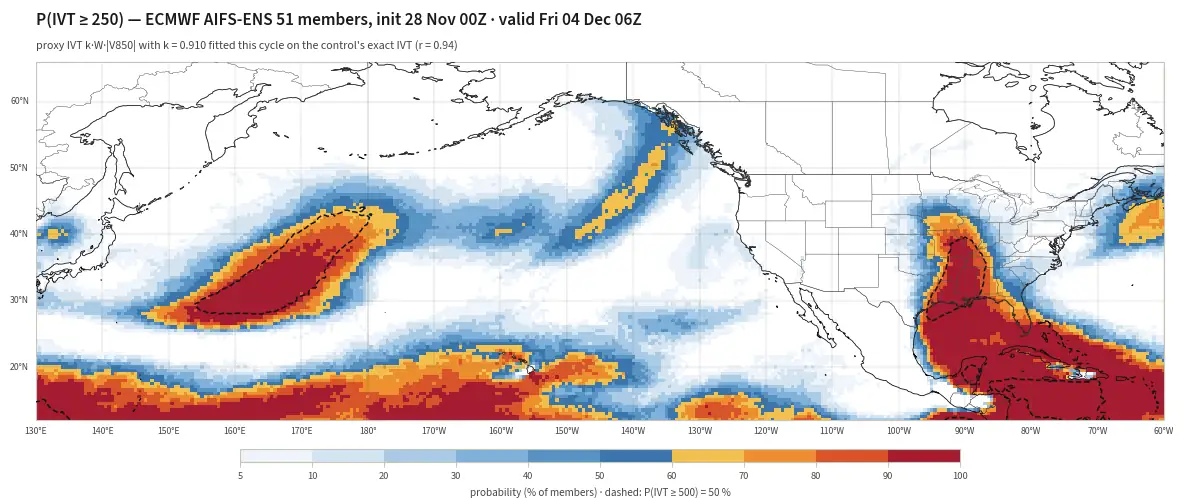 P(IVT ≥ 250) — ECMWF AIFS-ENS 51 members, init 28 Nov 00Z · valid Fri 04 Dec 06Z
proxy IVT k·W·|V850| with k = 0.910 fitted this cycle on the control's exact IVT (r = 0.94)
60°N
50°N
40°N
30°N
20°N
130°E 140°E 150°E 160°E 170°E 180° 170°W 160°W 150°W 140°W 130°W 120°W 110°W 100°W 90°W 80°W 70°W 60°W
5 10 20 30 40 50 60 70 80 90 100
probability (% of members) · dashed: P(IVT ≥ 500) = 50 %